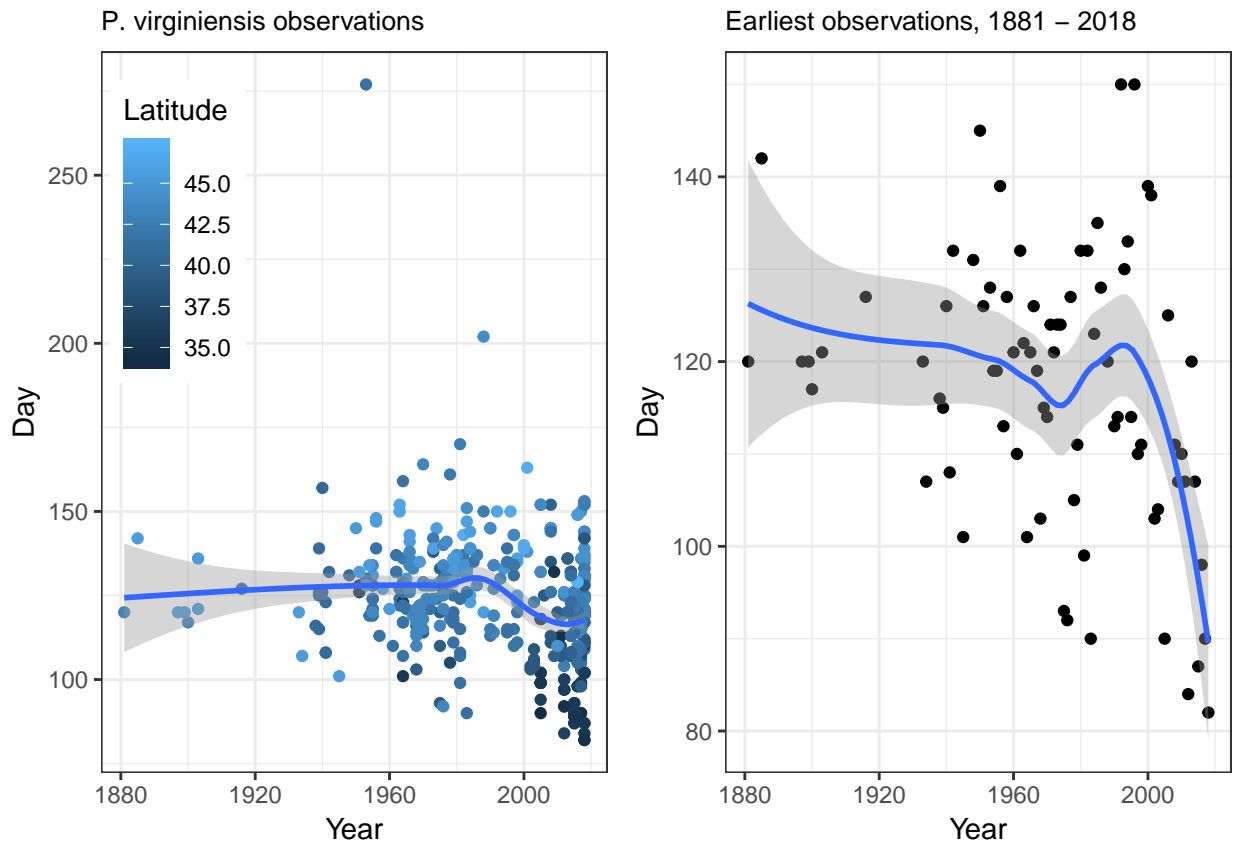 P. virginiensis observations
Latitude
45.0
42.5
40.0
37.5
35.0
250
200
150
100
Day
1880 1920 1960 2000
Year
Earliest observations, 1881 − 2018
140
120
100
80
Day
1880 1920 1960 2000
Year